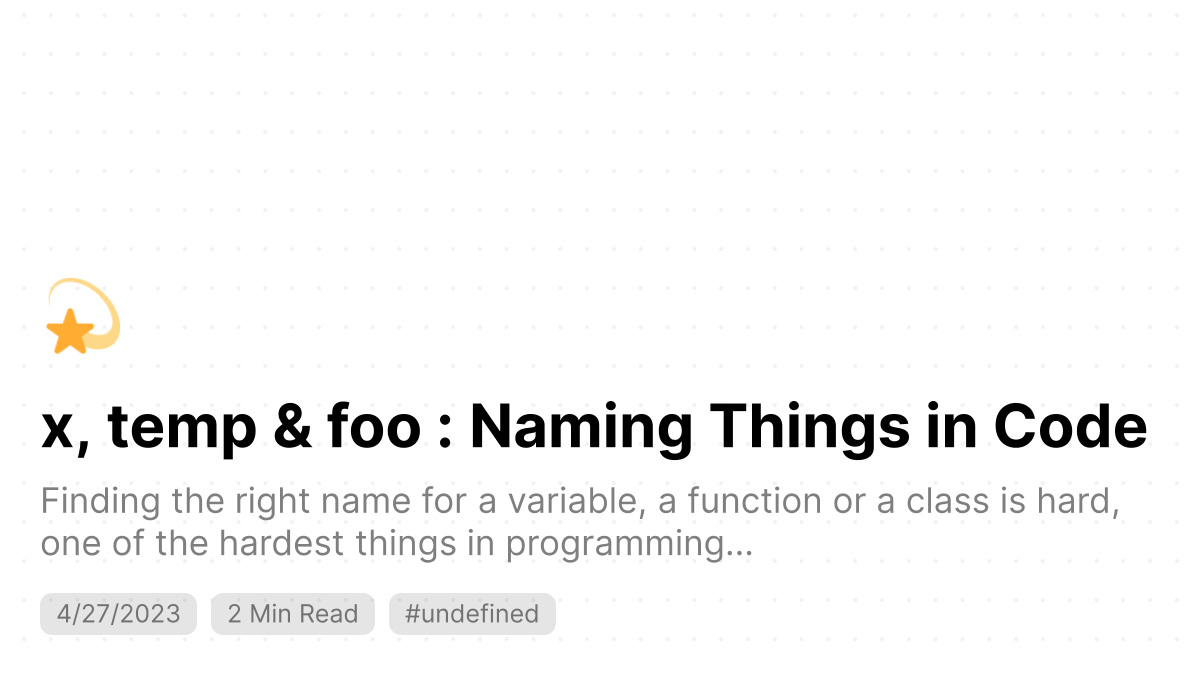 x, temp & foo : Naming Things in Code
Finding the right name for a variable, a function or a class is hard,
one of the hardest things in programming...
4/27/2023 2 Min Read #undefined